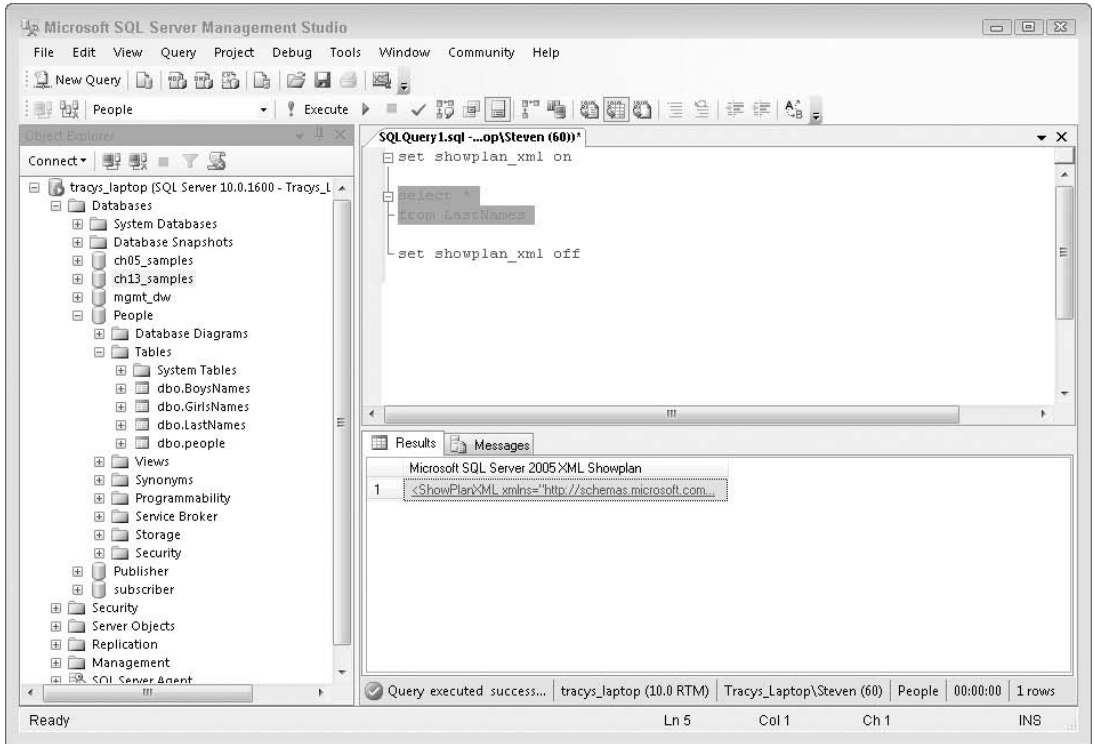 Microsoft SQL Server Management Studio
File Edit View Query Project Debug Tools Window Community Help
New Query
People Execute
Object Explorer
Connect
tracys_laptop (SQL Server 10.0.1600 - Tracys_L
Databases
System Databases
Database Snapshots
ch05_samples
ch13_samples
mgmt_dw
People
Database Diagrams
Tables
System Tables
dbo.BoysNames
dbo.GirlsNames
dbo.LastNames
dbo.people
Views
Synonyms
Programmability
Service Broker
Storage
Security
Publisher
subscriber
Security
Server Objects
Replication
Management
SQL Server Agent
SQLQuery1.sql -...op\Steven (60))*
set showplan_xml on
select *
from LastNames
set showplan_xml off
Results Messages
Microsoft SQL Server 2005 XML Showplan
1 <ShowPlanXML xmlns="http://schemas.microsoft.com...
Query executed success... tracys_laptop (10.0 RTM) Tracys_Laptop\Steven (60) People 00:00:00 1 rows
Ready Ln 5 Col 1 Ch 1 INS